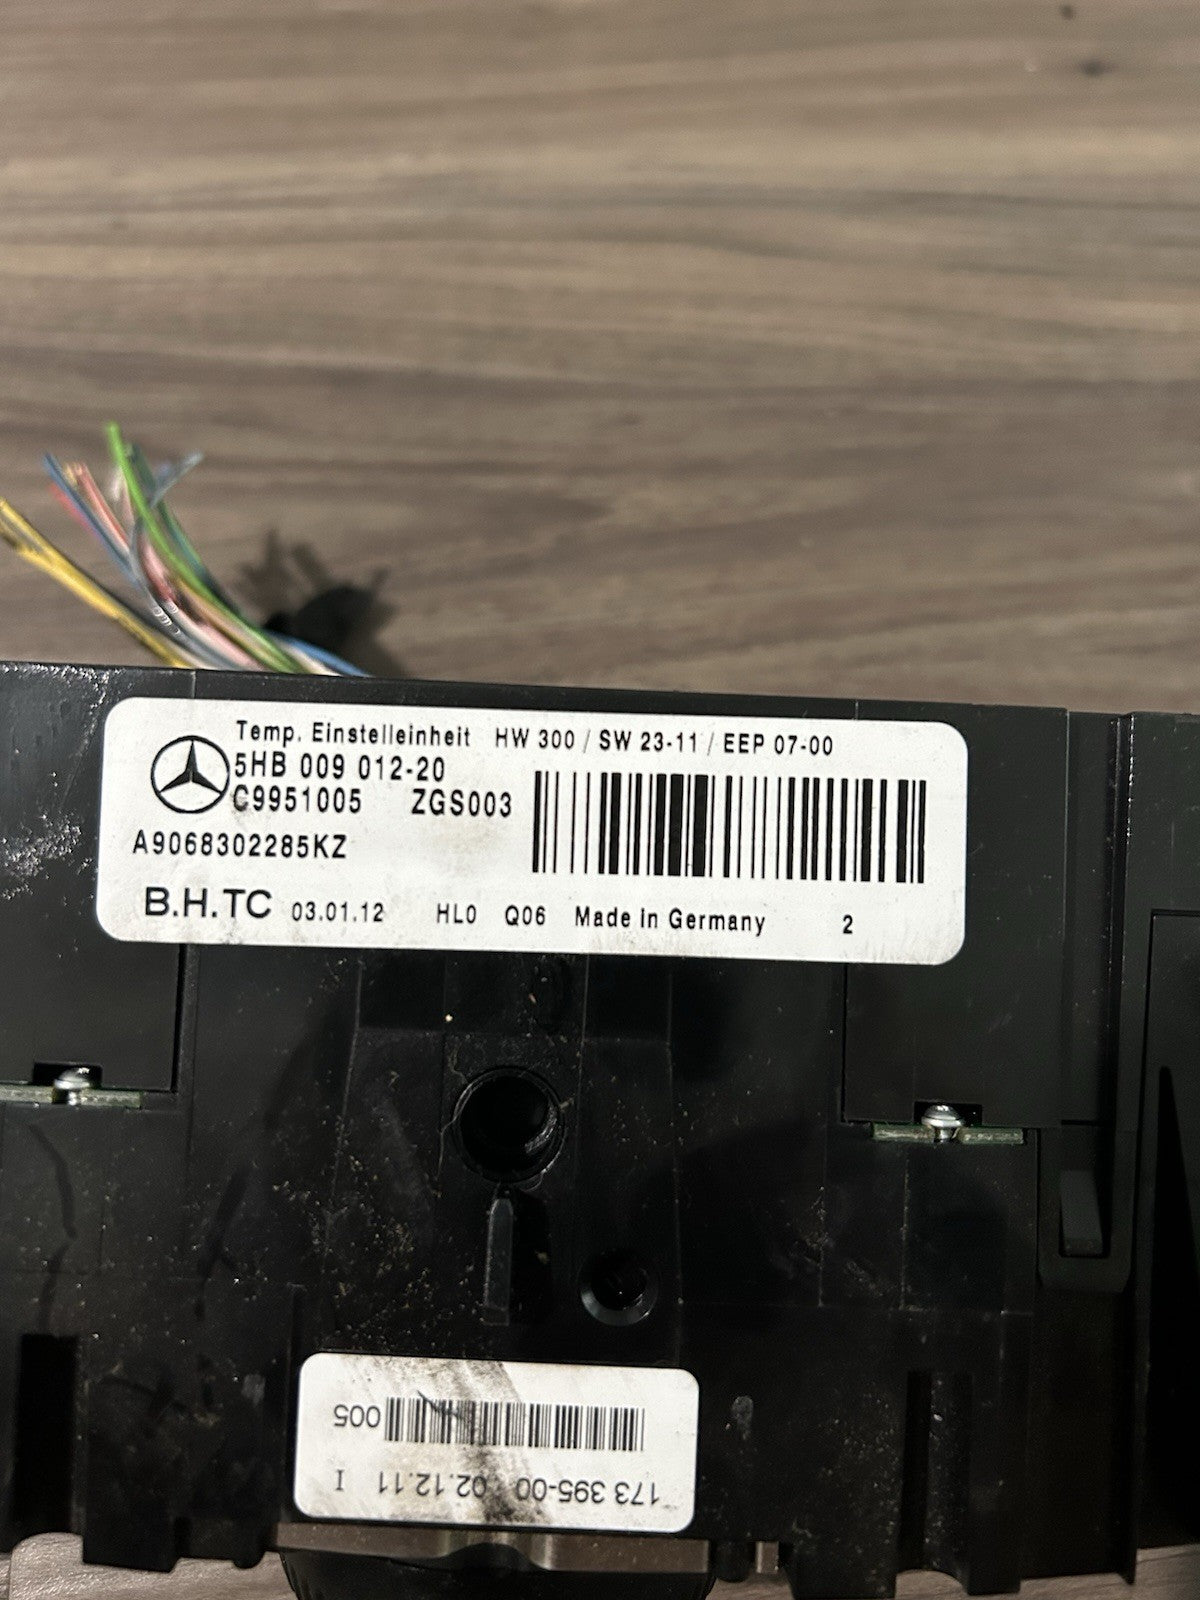 Temp. Einstelleinheit HW 300 / SW 23-11 / EEP 07-00
5HB 009 012-20
C9951005 ZGS003
A9068302285KZ
B.H.TC 03.01.12 HL0 Q06 Made in Germany 2
173 395-00 02.12.11 I
005